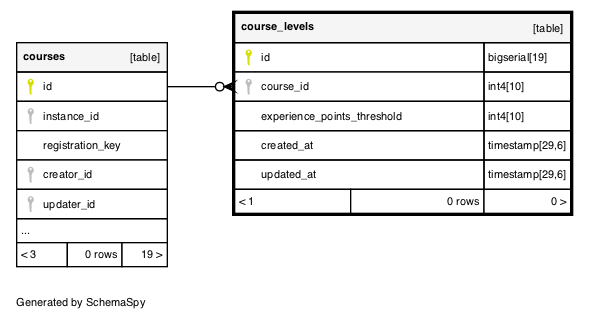 courses [table]
id
instance_id
registration_key
creator_id
updater_id
...
< 3 0 rows 19 >
course_levels [table]
id bigserial[19]
course_id int4[10]
experience_points_threshold int4[10]
created_at timestamp[29,6]
updated_at timestamp[29,6]
< 1 0 rows 0 >
Generated by SchemaSpy